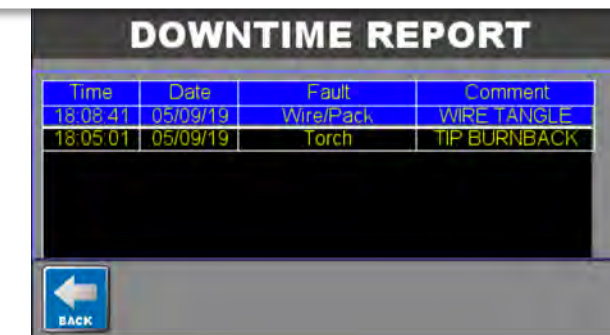 DOWNTIME REPORT
Time Date Fault Comment
18:08:41 05/09/19 Wire/Pack WIRE TANGLE
18:05:01 05/09/19 Torch TIP BURNBACK
BACK